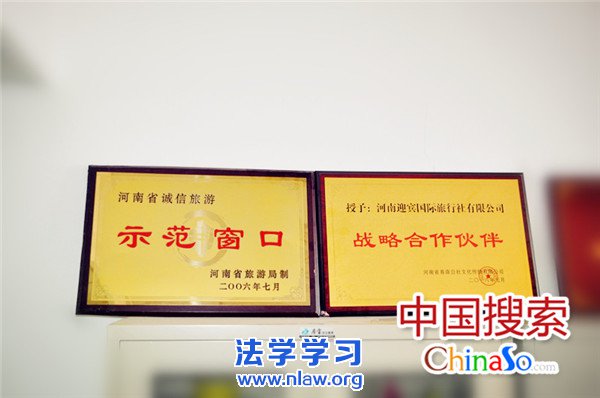 河南省诚信旅游
示范窗口
河南省旅游局制
二〇〇六年七月
授予：河南迎宾国际旅行社有限公司
战略合作伙伴
中国搜索
ChinaSo.com
法学学习
www.nlaw.org